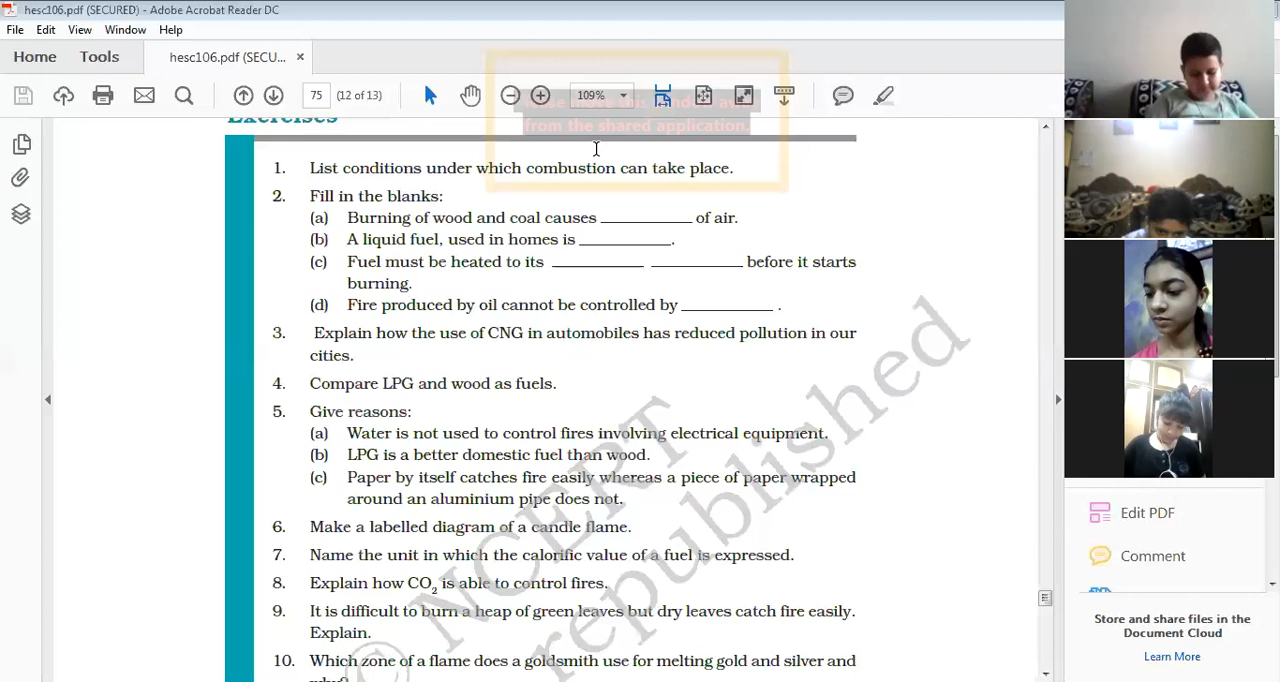 hesc106.pdf (SECURED) - Adobe Acrobat Reader DC
File Edit View Window Help
Home Tools hesc106.pdf (SECU... ×
75 (12 of 13) 109%
move this
from the shared application.
Exercises
1. List conditions under which combustion can take place.
2. Fill in the blanks:
(a) Burning of wood and coal causes ____________ of air.
(b) A liquid fuel, used in homes is ____________.
(c) Fuel must be heated to its ____________ ____________ before it starts
burning.
(d) Fire produced by oil cannot be controlled by ____________ .
3. Explain how the use of CNG in automobiles has reduced pollution in our
cities.
4. Compare LPG and wood as fuels.
5. Give reasons:
(a) Water is not used to control fires involving electrical equipment.
(b) LPG is a better domestic fuel than wood.
(c) Paper by itself catches fire easily whereas a piece of paper wrapped
around an aluminium pipe does not.
6. Make a labelled diagram of a candle flame.
7. Name the unit in which the calorific value of a fuel is expressed.
8. Explain how CO2 is able to control fires.
9. It is difficult to burn a heap of green leaves but dry leaves catch fire easily.
Explain.
10. Which zone of a flame does a goldsmith use for melting gold and silver and
why?
© NCERT
republished
Edit PDF
Comment
Store and share files in the
Document Cloud
Learn More